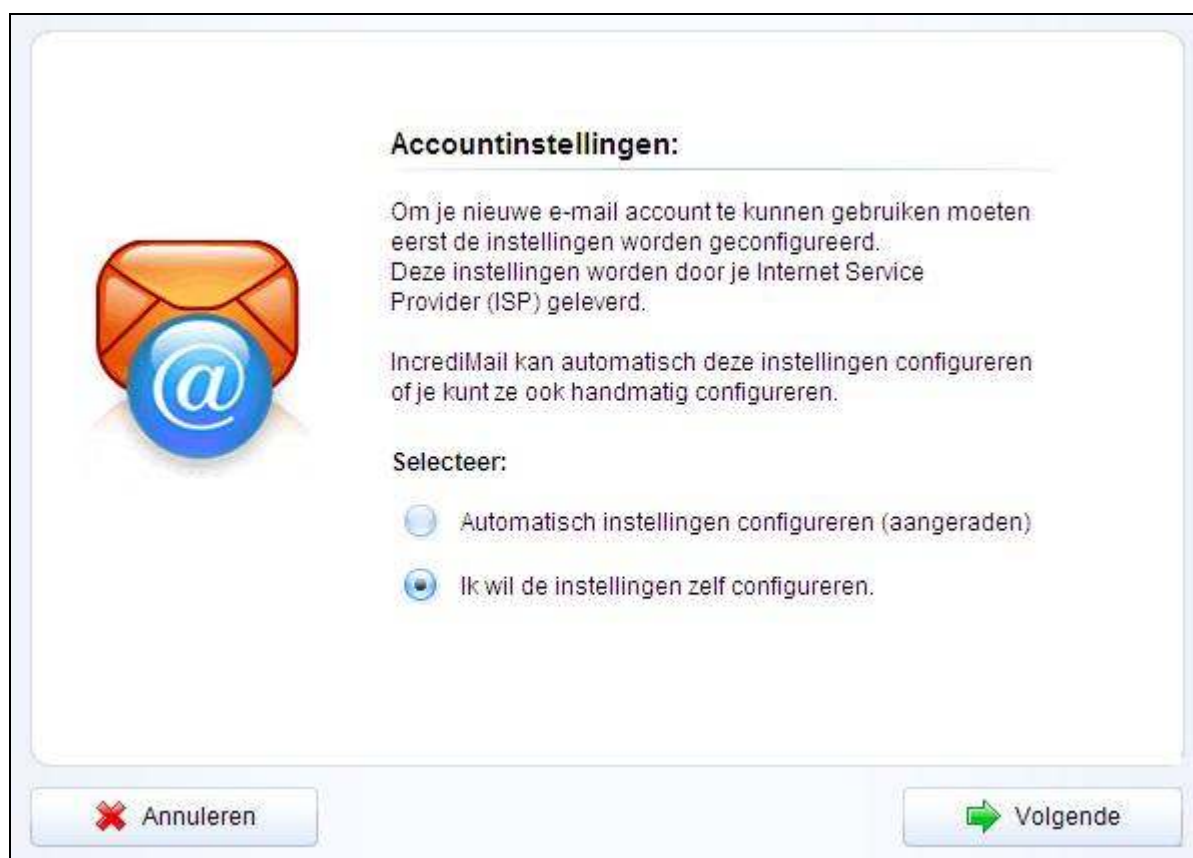 Accountinstellingen:
Om je nieuwe e-mail account te kunnen gebruiken moeten
eerst de instellingen worden geconfigureerd.
Deze instellingen worden door je Internet Service
Provider (ISP) geleverd.
IncrediMail kan automatisch deze instellingen configureren
of je kunt ze ook handmatig configureren.
@
Selecteer:
Automatisch instellingen configureren (aangeraden)
Ik wil de instellingen zelf configureren.
Annuleren
Volgende